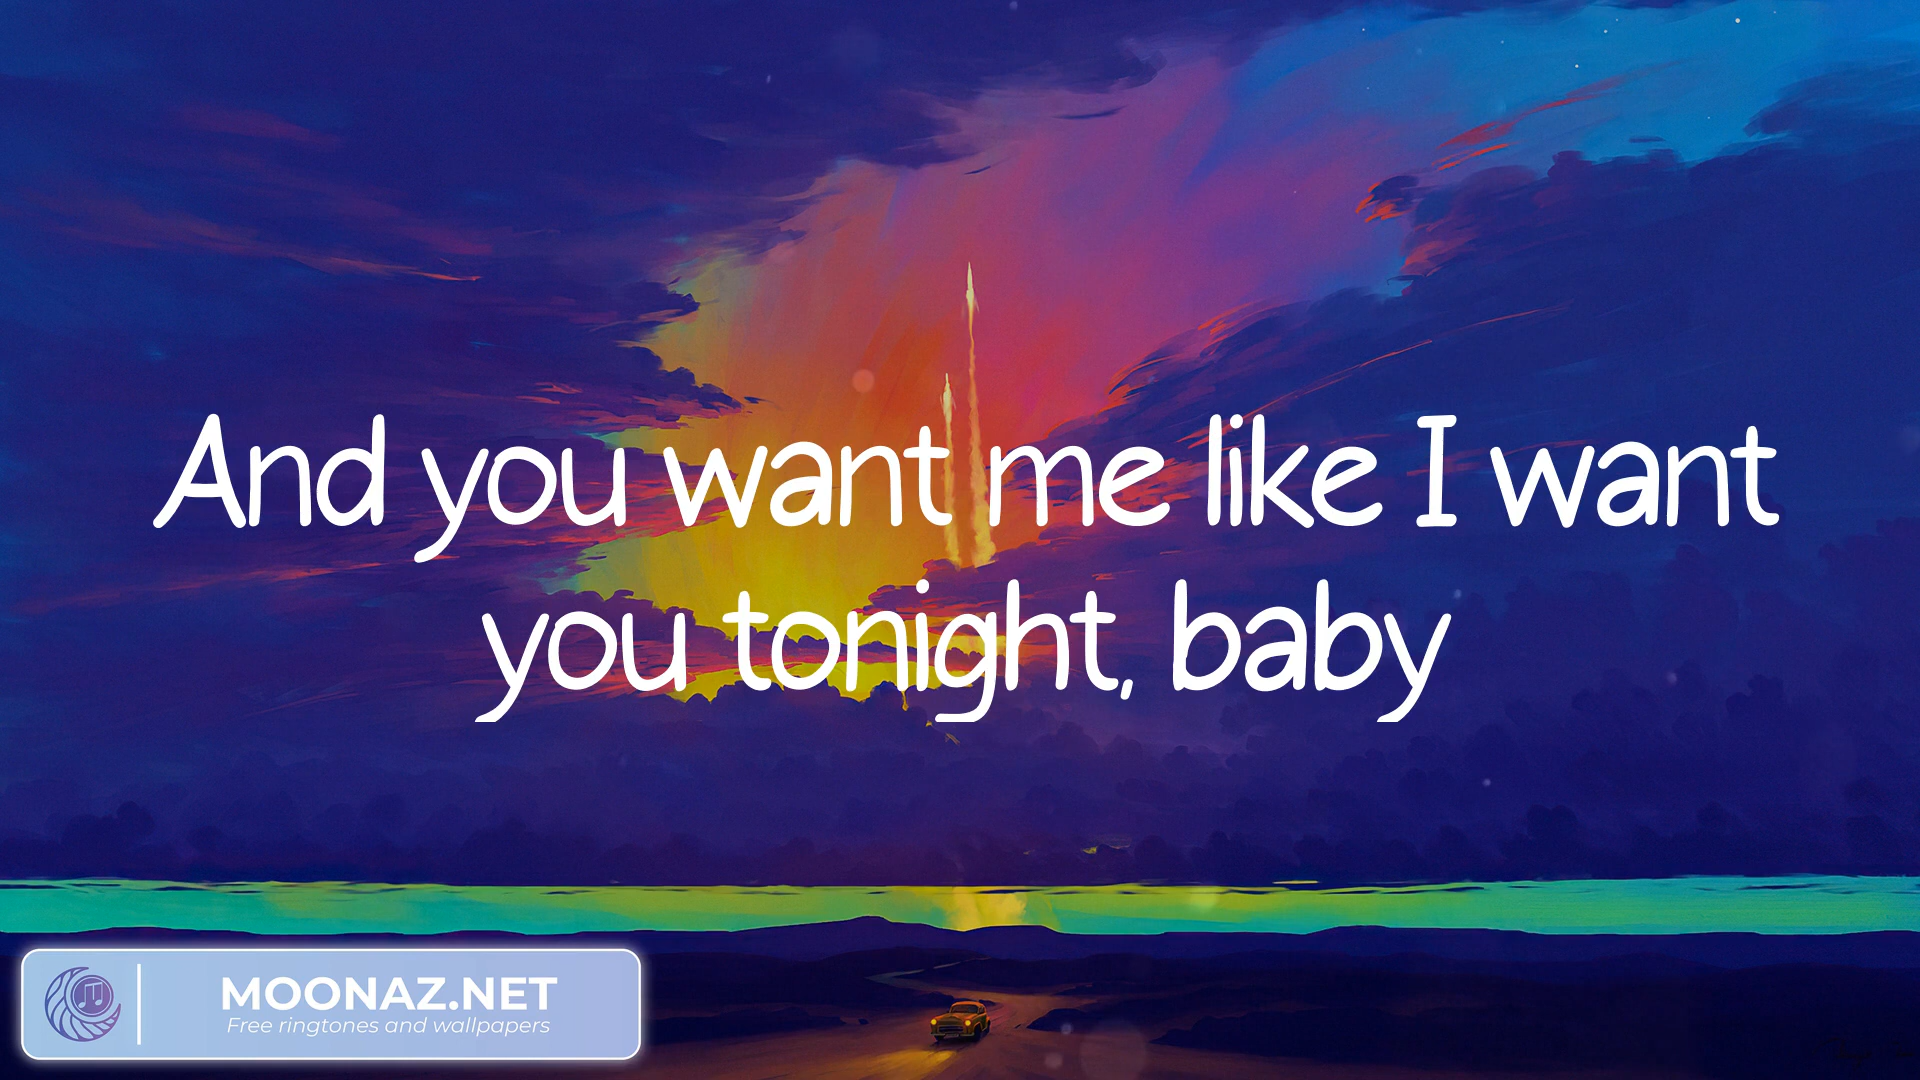 And you want me like I want
you tonight, baby
MOONAZ.NET
Free ringtones and wallpapers